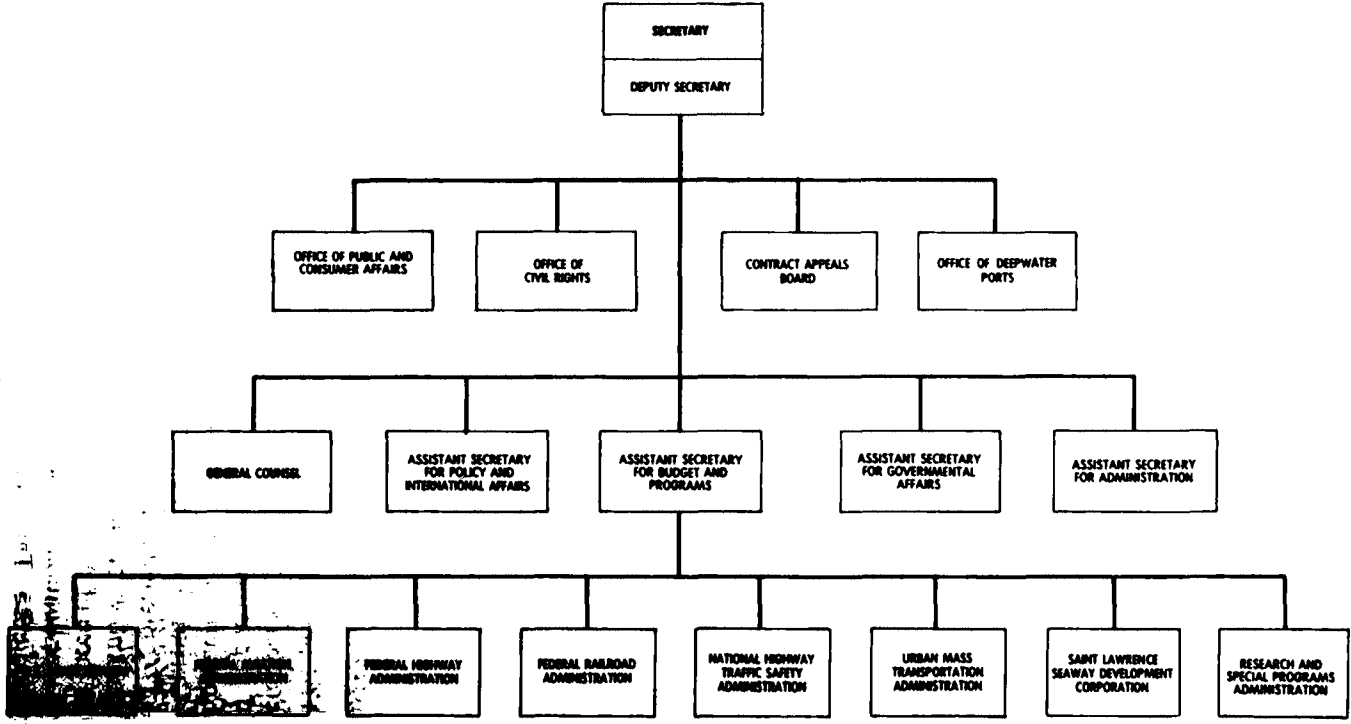 SECRETARY
DEPUTY SECRETARY
OFFICE OF PUBLIC AND
CONSUMER AFFAIRS
OFFICE OF
CIVIL RIGHTS
CONTRACT APPEALS
BOARD
OFFICE OF DEEPWATER
PORTS
GENERAL COUNSEL
ASSISTANT SECRETARY
FOR POLICY AND
INTERNATIONAL AFFAIRS
ASSISTANT SECRETARY
FOR BUDGET AND
PROGRAMS
ASSISTANT SECRETARY
FOR GOVERNMENTAL
AFFAIRS
ASSISTANT SECRETARY
FOR ADMINISTRATION
FEDERAL AVIATION
ADMINISTRATION
FEDERAL HIGHWAY
ADMINISTRATION
FEDERAL RAILROAD
ADMINISTRATION
NATIONAL HIGHWAY
TRAFFIC SAFETY
ADMINISTRATION
URBAN MASS
TRANSPORTATION
ADMINISTRATION
SAINT LAWRENCE
SEAWAY DEVELOPMENT
CORPORATION
RESEARCH AND
SPECIAL PROGRAMS
ADMINISTRATION